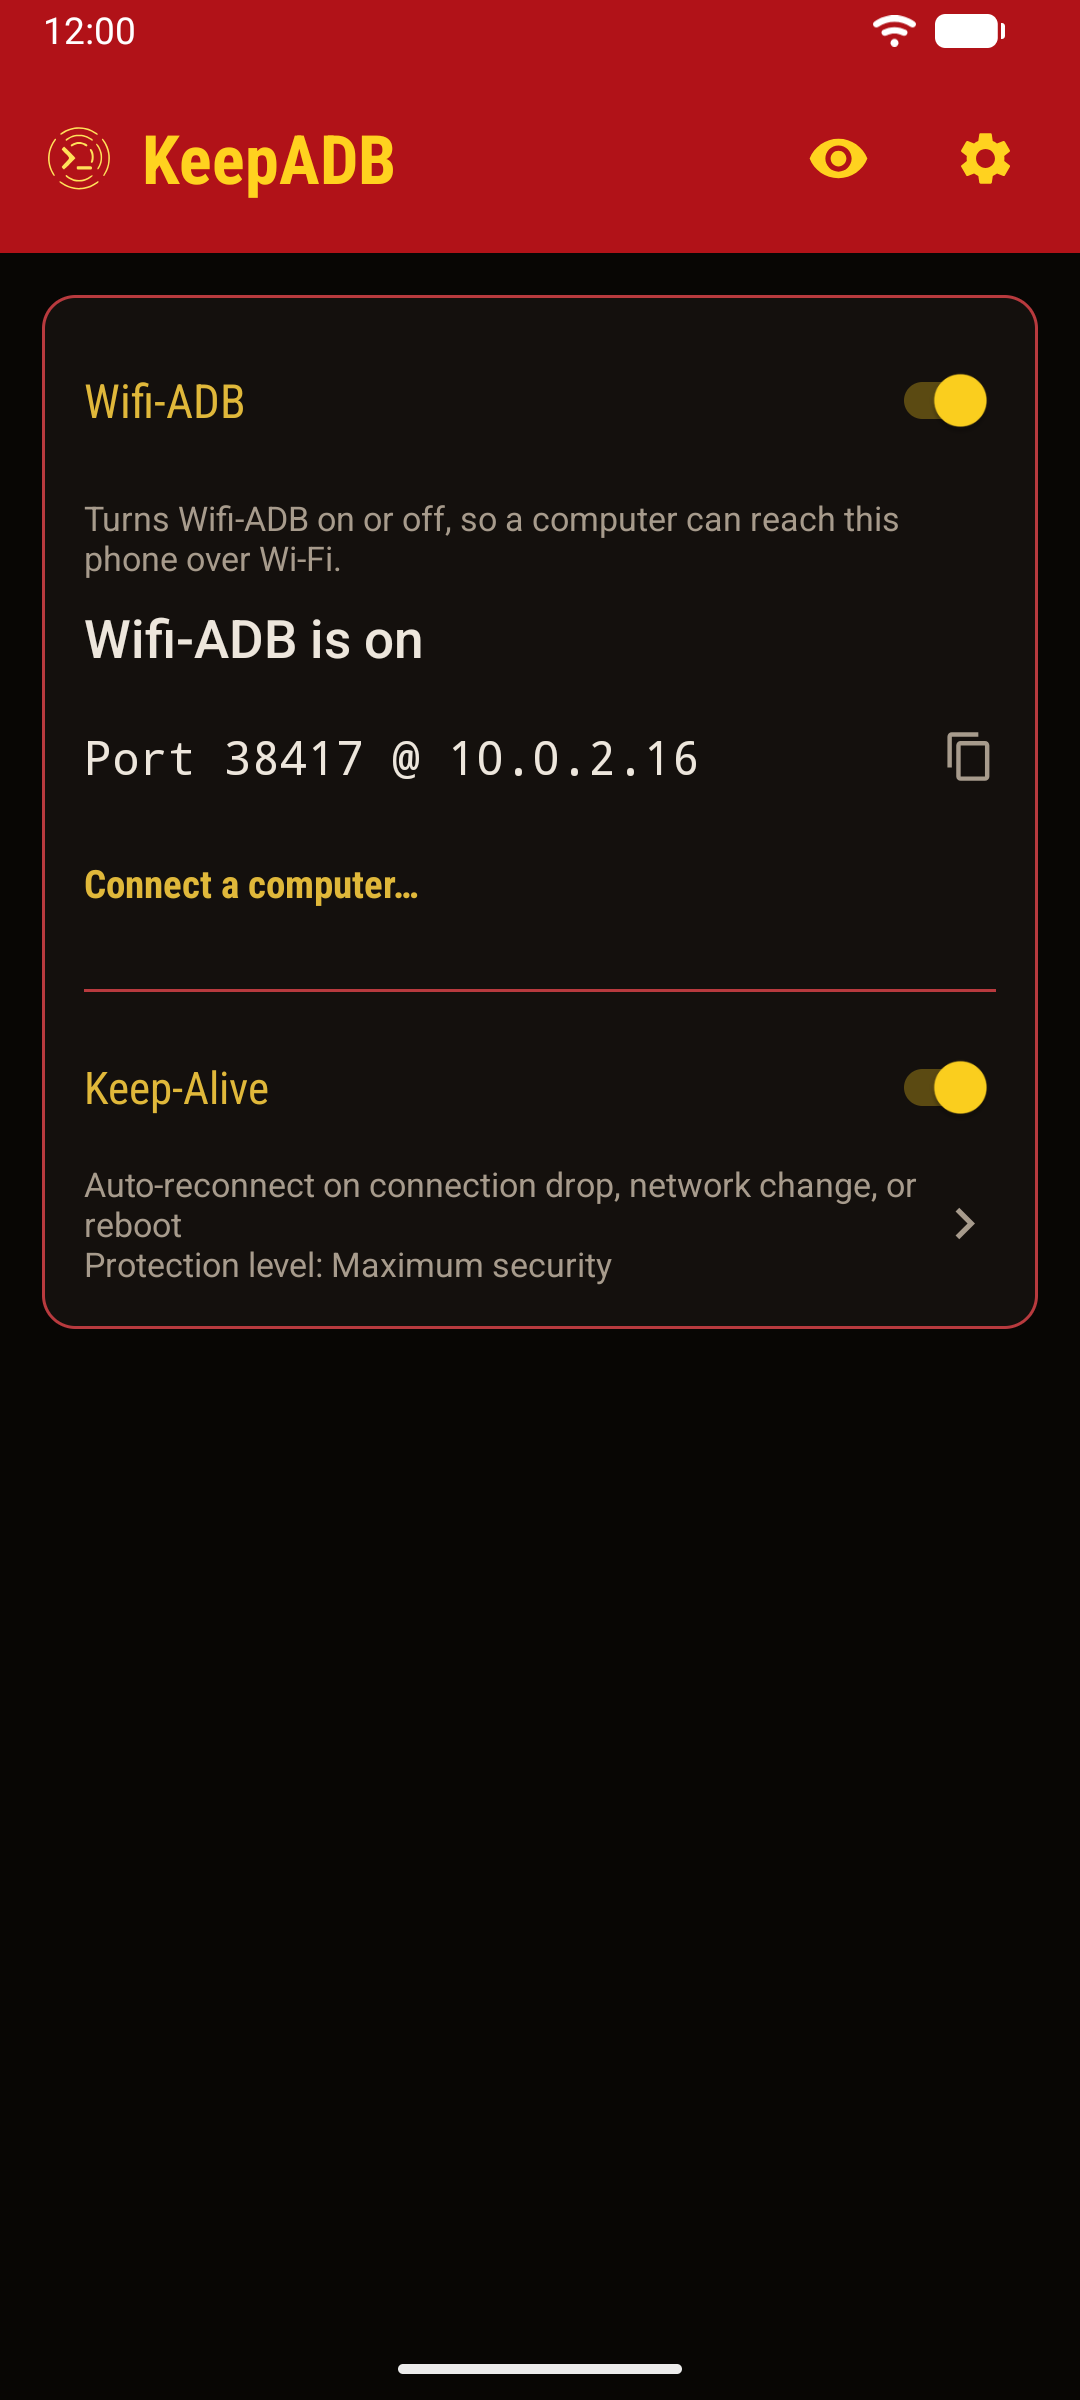 12:00
KeepADB
Wifi-ADB
Turns Wifi-ADB on or off, so a computer can reach this
phone over Wi-Fi.
Wifi-ADB is on
Port 38417 @ 10.0.2.16
Connect a computer…
Keep-Alive
Auto-reconnect on connection drop, network change, or
reboot
Protection level: Maximum security